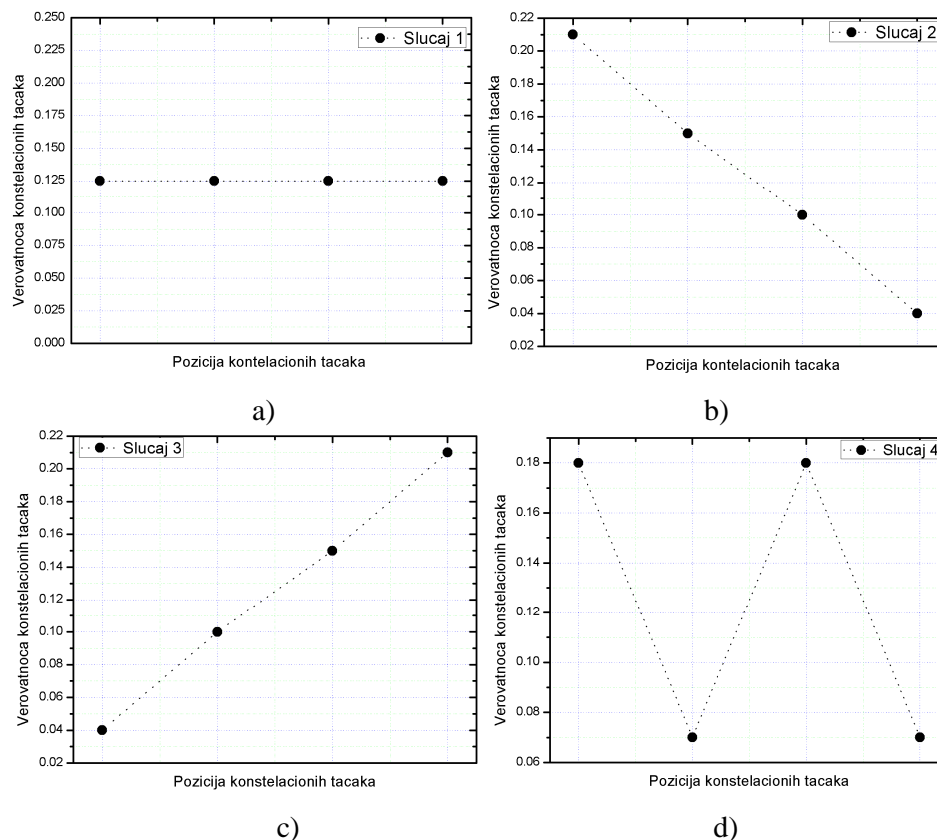 Slucaj 1
0.250
0.225
0.200
0.175
0.150
0.125
0.100
0.075
0.050
0.025
0.000
Verovatnoca konstelacionih tacaka
Pozicija kontelacionih tacaka
a)
Slucaj 2
0.22
0.20
0.18
0.16
0.14
0.12
0.10
0.08
0.06
0.04
0.02
Verovatnoca konstelacionih tacaka
Pozicija kontelacionih tacaka
b)
Slucaj 3
0.22
0.20
0.18
0.16
0.14
0.12
0.10
0.08
0.06
0.04
0.02
Verovatnoca konstelacionih tacaka
Pozicija konstelacionih tacaka
c)
Slucaj 4
0.18
0.16
0.14
0.12
0.10
0.08
0.06
Verovatnoca konstelacionih tacaka
Pozicija konstelacionih tacaka
d)